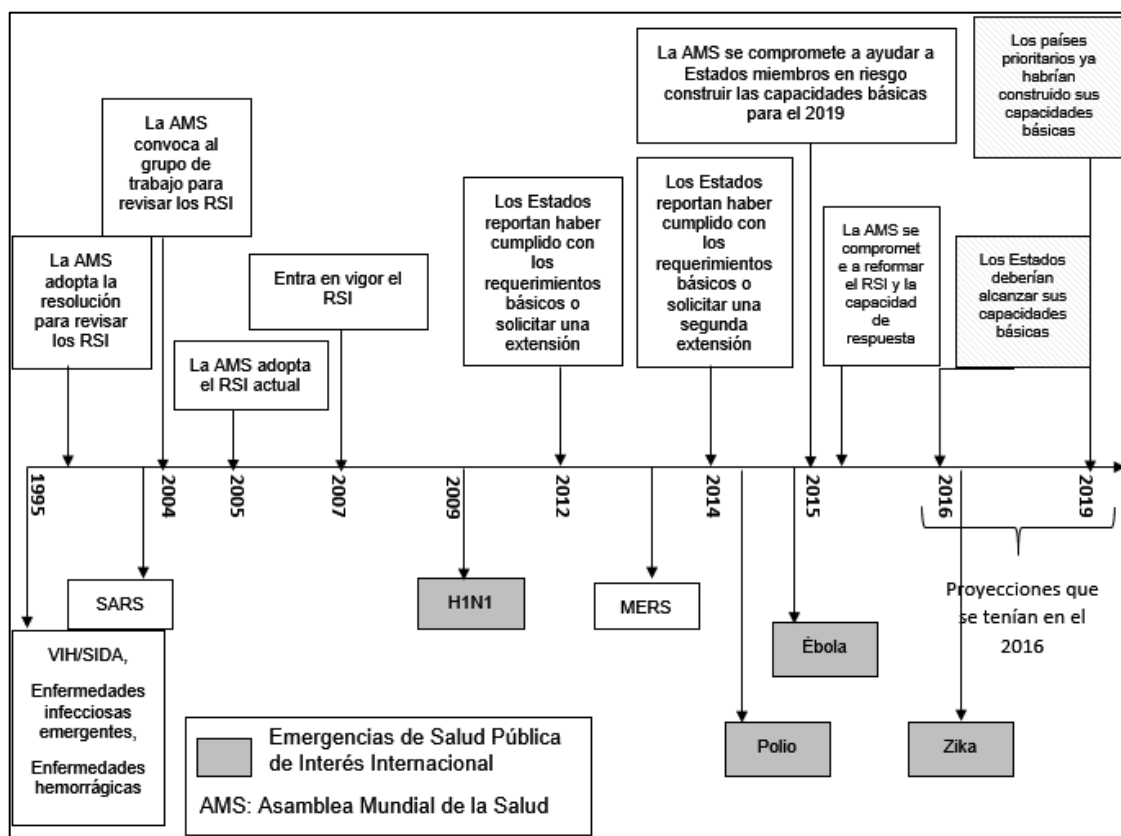 La AMS
convoca al
grupo de
trabajo para
revisar los RSI
La AMS
adopta la
resolución
para revisar
los RSI
La AMS adopta
el RSI actual
Entra en vigor el
RSI
Los Estados
reportan haber
cumplido con
los
requerimientos
básicos o
solicitar una
extensión
Los Estados
reportan haber
cumplido con
los
requerimientos
básicos o
solicitar una
segunda
extensión
La AMS se compromete a ayudar a
Estados miembros en riesgo
construir las capacidades básicas
para el 2019
La AMS se
compromet
e a reformar
el RSI y la
capacidad
de
respuesta
Los países
prioritarios ya
habrían
construido sus
capacidades
básicas
Los Estados
deberían
alcanzar sus
capacidades
básicas
1995
2004
2005
2007
2009
2012
2014
2015
2016
2019
SARS
H1N1
MERS
Ébola
Polio
Zika
Proyecciones que
se tenían en el
2016
VIH/SIDA,
Enfermedades
infecciosas
emergentes,
Enfermedades
hemorrágicas
Emergencias de Salud Pública
de Interés Internacional
AMS: Asamblea Mundial de la Salud